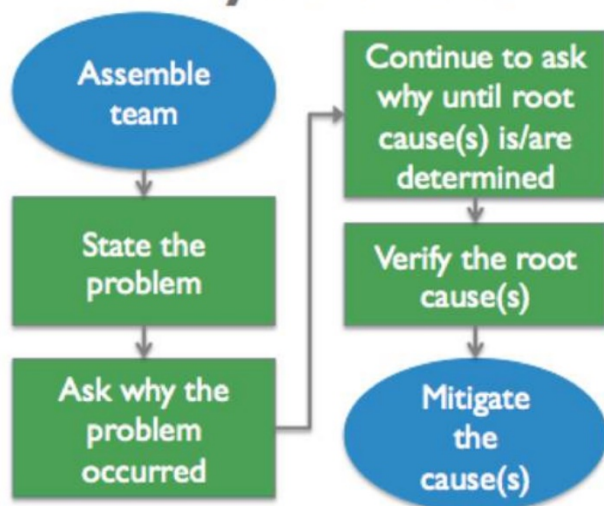 Assemble
team
State the
problem
Ask why the
problem
occurred
Continue to ask
why until root
cause(s) is/are
determined
Verify the root
cause(s)
Mitigate
the
cause(s)